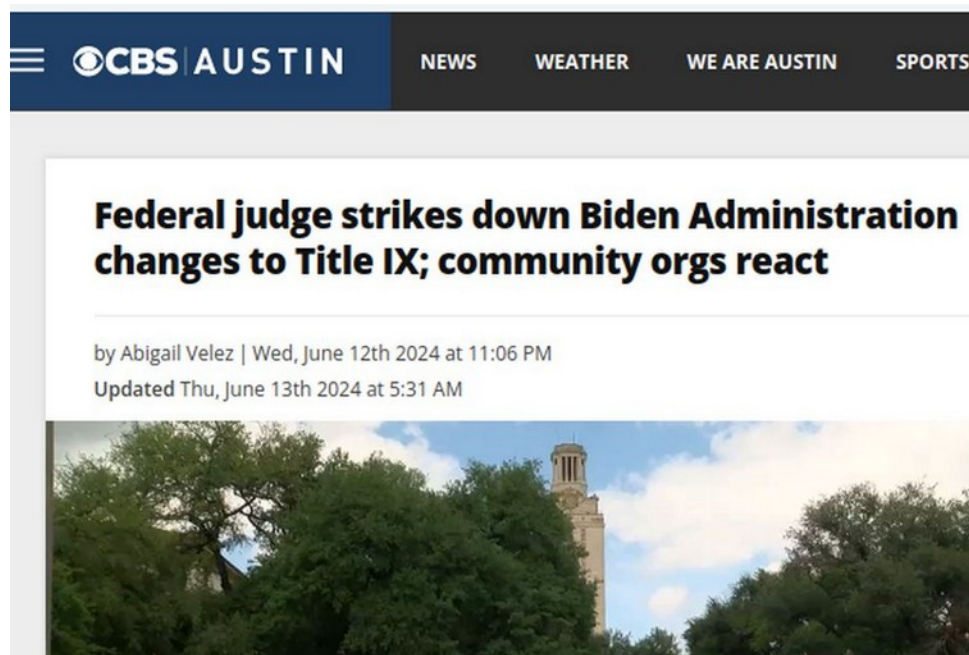 CBS AUSTIN NEWS WEATHER WE ARE AUSTIN SPORTS
Federal judge strikes down Biden Administration
changes to Title IX; community orgs react
by Abigail Velez | Wed, June 12th 2024 at 11:06 PM
Updated Thu, June 13th 2024 at 5:31 AM